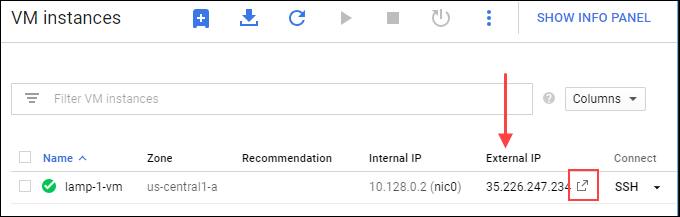 VM instances SHOW INFO PANEL
Filter VM instances Columns
Name Zone Recommendation Internal IP External IP Connect
lamp-1-vm us-central1-a 10.128.0.2 (nic0) 35.226.247.234 SSH